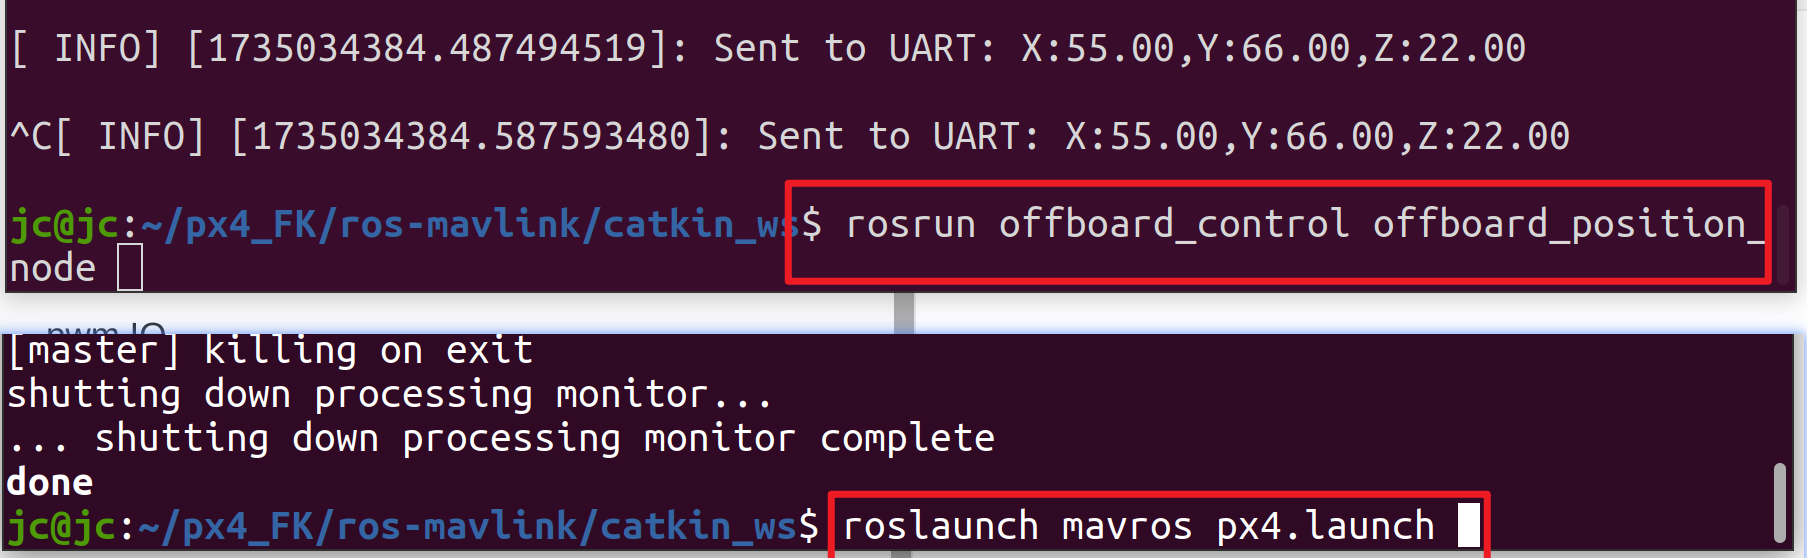 [ INFO] [1735034384.487494519]: Sent to UART: X:55.00,Y:66.00,Z:22.00
^C[ INFO] [1735034384.587593480]: Sent to UART: X:55.00,Y:66.00,Z:22.00
jc@jc:~/px4_FK/ros-mavlink/catkin_ws$ rosrun offboard_control offboard_position_
node
pwm IO
[master] killing on exit
shutting down processing monitor...
... shutting down processing monitor complete
done
jc@jc:~/px4_FK/ros-mavlink/catkin_ws$ roslaunch mavros px4.launch